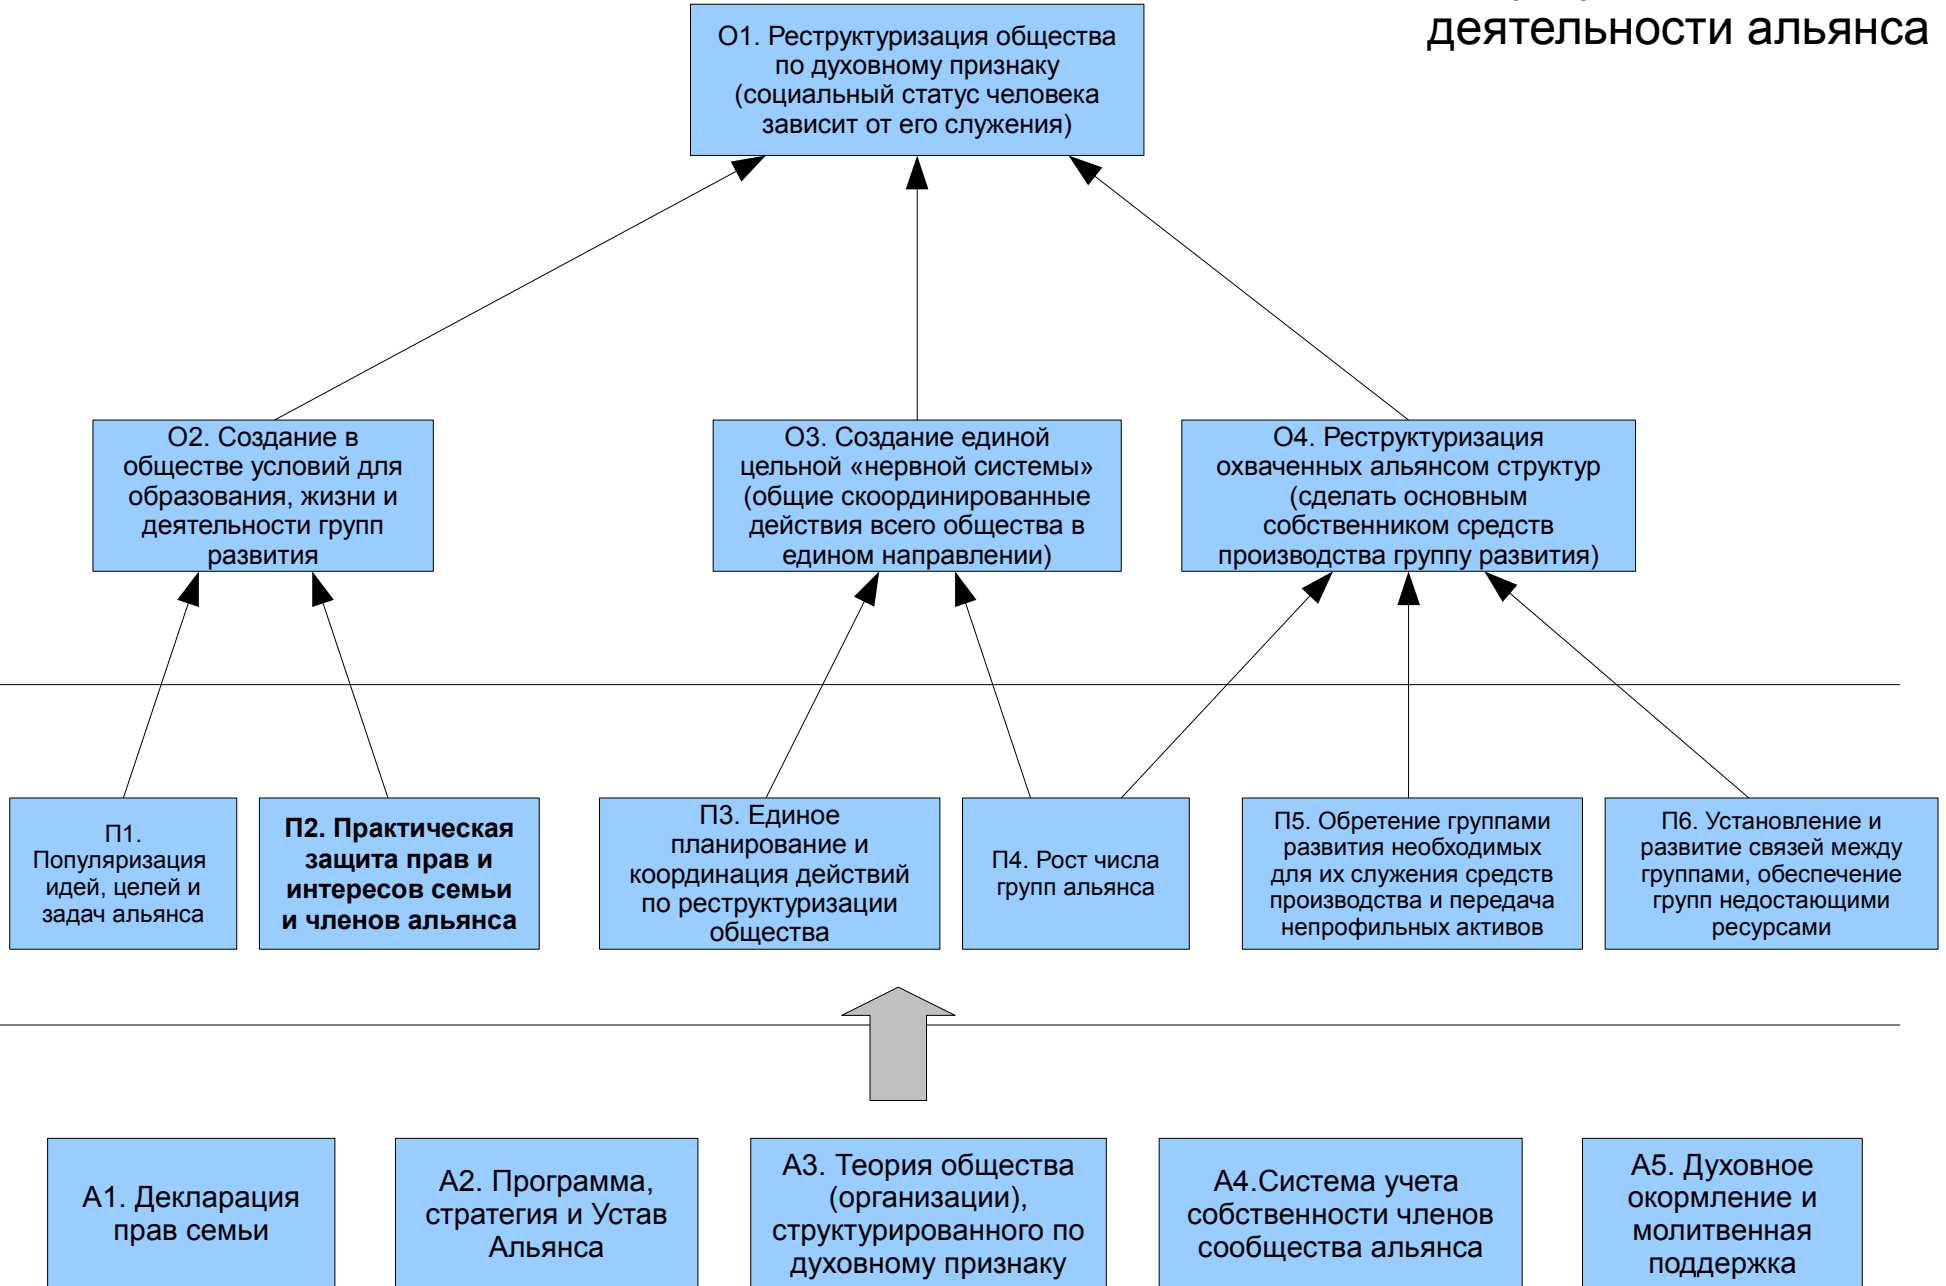 деятельности альянса
О1. Реструктуризация общества
по духовному признаку
(социальный статус человека
зависит от его служения)
О2. Создание в
обществе условий для
образования, жизни и
деятельности групп
развития
О3. Создание единой
цельной «нервной системы»
(общие скоординированные
действия всего общества в
едином направлении)
О4. Реструктуризация
охваченных альянсом структур
(сделать основным
собственником средств
производства группу развития)
П1.
Популяризация
идей, целей и
задач альянса
П2. Практическая
защита прав и
интересов семьи
и членов альянса
П3. Единое
планирование и
координация действий
по реструктуризации
общества
П4. Рост числа
групп альянса
П5. Обретение группами
развития необходимых
для их служения средств
производства и передача
непрофильных активов
П6. Установление и
развитие связей между
группами, обеспечение
групп недостающими
ресурсами
А1. Декларация
прав семьи
А2. Программа,
стратегия и Устав
Альянса
А3. Теория общества
(организации),
структурированного по
духовному признаку
А4.Система учета
собственности членов
сообщества альянса
А5. Духовное
окормление и
молитвенная
поддержка